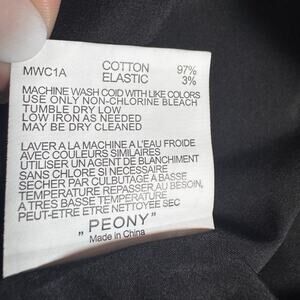 COTTON 97%
MWC1A ELASTIC 3%
MACHINE WASH COID WITH LIKE COLORS
USE ONLY NON-CHLORINE BLEACH
TUMBLE DRY LOW
LOW IRON AS NEEDED
MAY BE DRY CLEANED
LAVER A LA MACHINE A L'EAU FROIDE
AVEC COULEURS SIMILAIRES
UTILISER UN AGENT DE BLANCHIMENT
SANS CHLORE SI NECESSAIRE
SECHER PAR CULBUTAGE A BASSE
TEMPERATURE REPASSER AU BESOIN,
A TRES BASSE TEMPERATURE
PEUT-ETRE ETRE NETTOYEE SEC
" PEONY "
Made in China